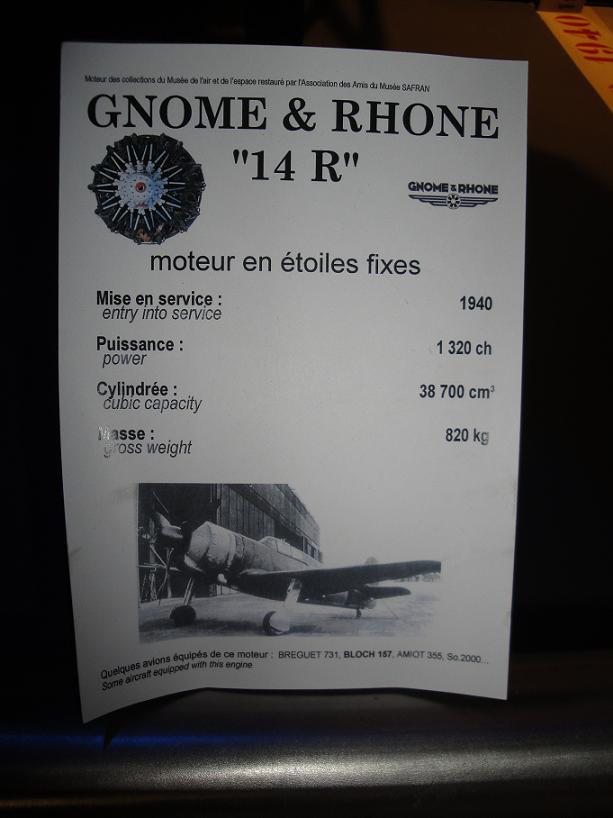 1940
Moteur des collections du Musée de l'air et de l'espace restauré par l'Association des Amis du Musée SAFRAN
GNOME & RHONE
"14 R"
GNOME & RHONE
moteur en étoiles fixes
Mise en service : 1940
entry into service
Puissance : 1 320 ch
power
Cylindrée : 38 700 cm³
cubic capacity
Masse : 820 kg
gross weight
Quelques avions équipés de ce moteur : BREGUET 731, BLOCH 157, AMIOT 355, So.2000...
Some aircraft equipped with this engine